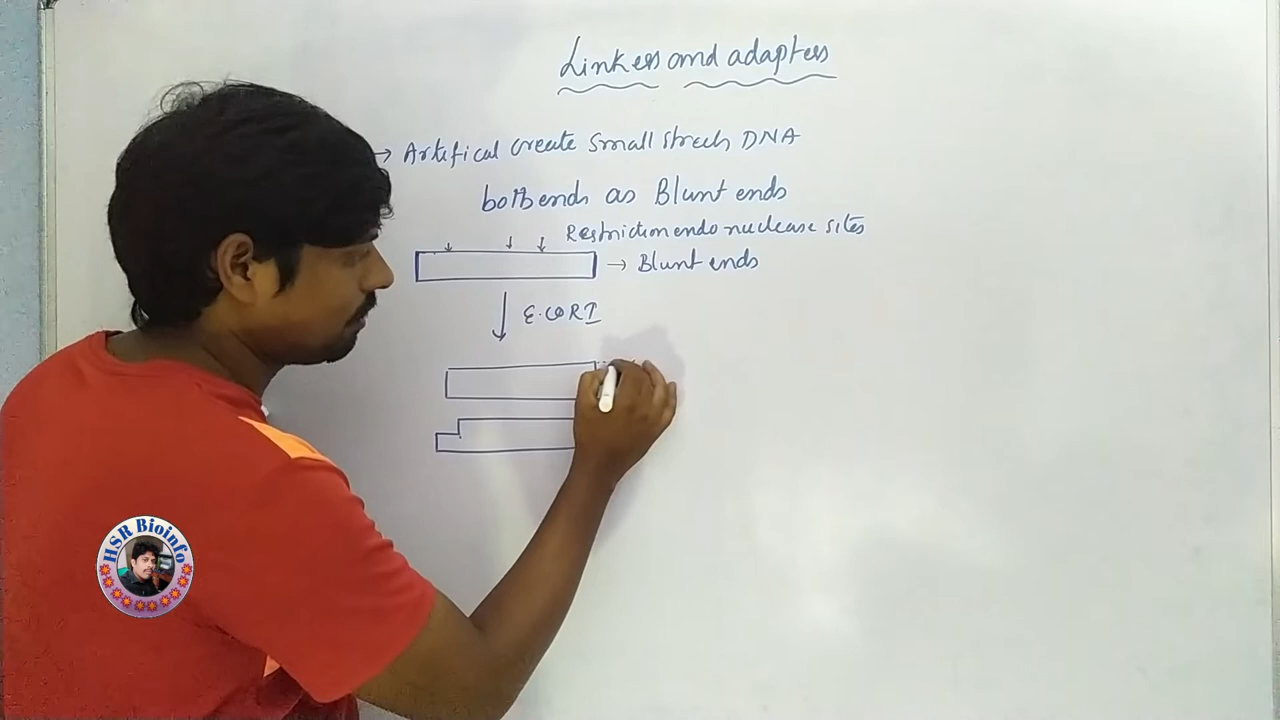 Linkers and adapters
→ Artifical create small strech DNA
both ends as Blunt ends
Restriction endo nuclease sites
→ Blunt ends
E.CORI
HSR Bioinfo